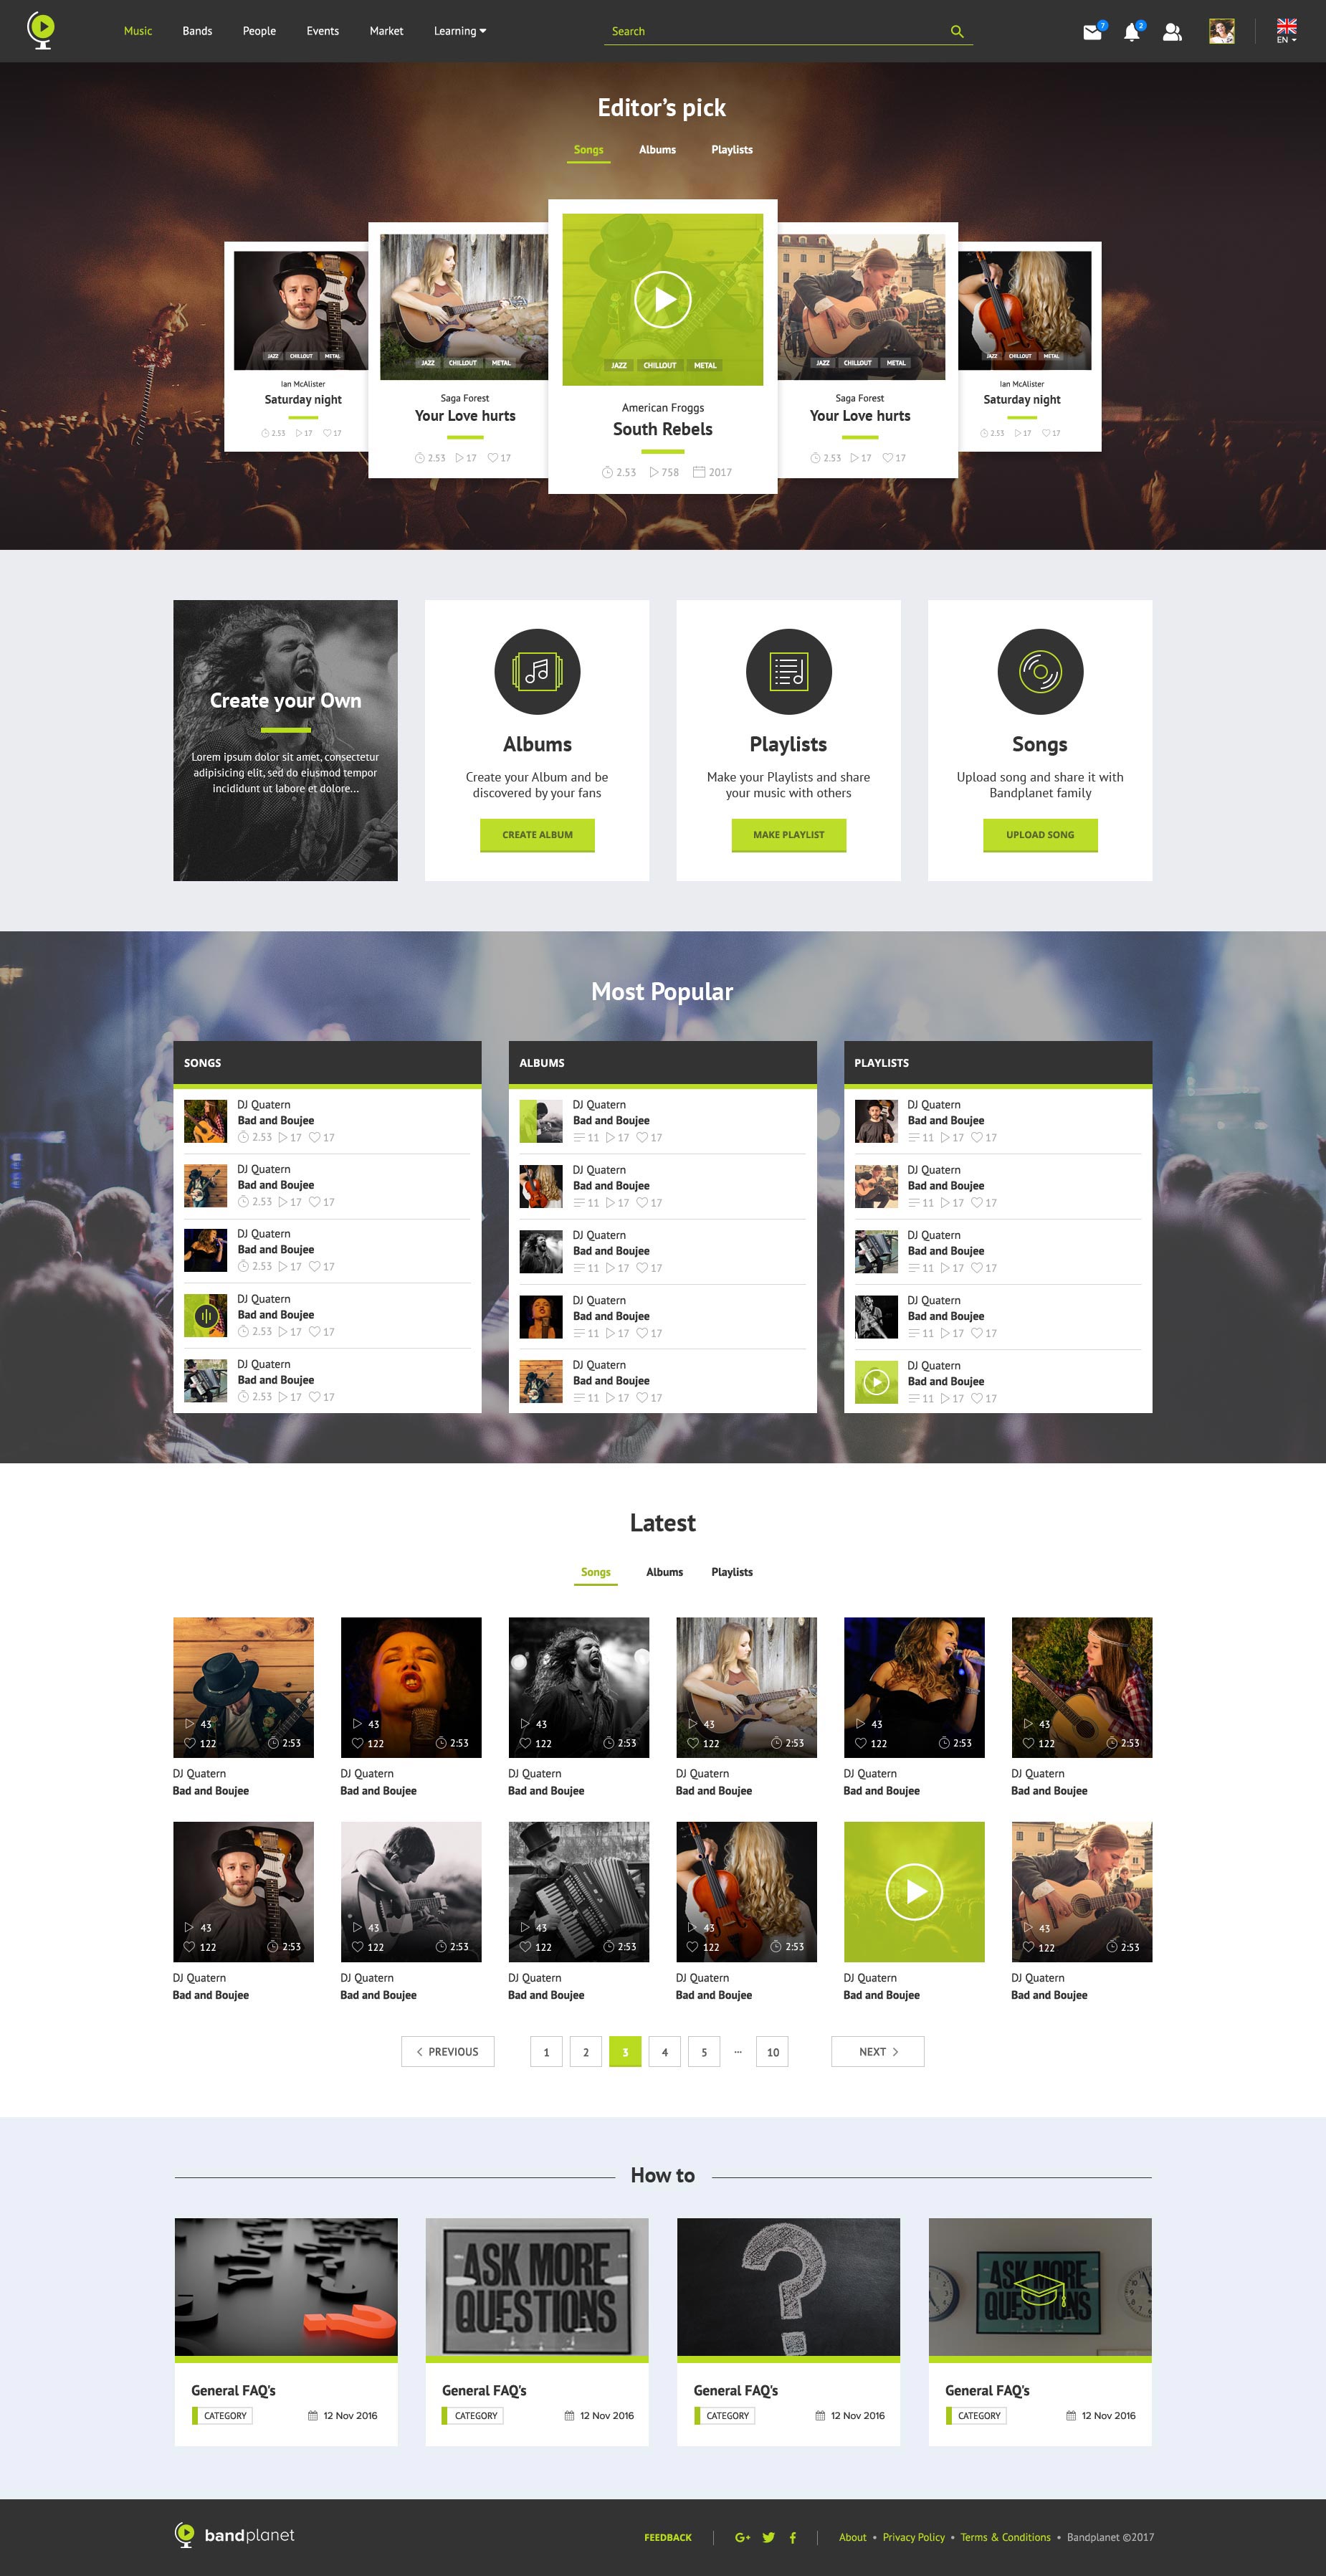 Music Bands People Events Market Learning Search 7 2 EN
Editor's pick
Songs Albums Playlists
JAZZ CHILLOUT METAL
Ian McAlister
Saturday night
2,53 17 17
JAZZ CHILLOUT METAL
Saga Forest
Your Love hurts
2.53 17 17
JAZZ CHILLOUT METAL
American Froggs
South Rebels
2.53 758 2017
JAZZ CHILLOUT METAL
Saga Forest
Your Love hurts
2.53 17 17
JAZZ CHILLOUT METAL
Ian McAlister
Saturday night
2,53 17 17
Create your Own
Lorem ipsum dolor sit amet, consectetur
adipisicing elit, sed do eiusmod tempor
incididunt ut labore et dolore...
Albums
Create your Album and be
discovered by your fans
CREATE ALBUM
Playlists
Make your Playlists and share
your music with others
MAKE PLAYLIST
Songs
Upload song and share it with
Bandplanet family
UPLOAD SONG
Most Popular
SONGS
DJ Quatern
Bad and Boujee
2.53 17 17
DJ Quatern
Bad and Boujee
2.53 17 17
DJ Quatern
Bad and Boujee
2.53 17 17
DJ Quatern
Bad and Boujee
2.53 17 17
DJ Quatern
Bad and Boujee
2.53 17 17
ALBUMS
DJ Quatern
Bad and Boujee
11 17 17
DJ Quatern
Bad and Boujee
11 17 17
DJ Quatern
Bad and Boujee
11 17 17
DJ Quatern
Bad and Boujee
11 17 17
DJ Quatern
Bad and Boujee
11 17 17
PLAYLISTS
DJ Quatern
Bad and Boujee
11 17 17
DJ Quatern
Bad and Boujee
11 17 17
DJ Quatern
Bad and Boujee
11 17 17
DJ Quatern
Bad and Boujee
11 17 17
DJ Quatern
Bad and Boujee
11 17 17
Latest
Songs Albums Playlists
43
122 2:53
DJ Quatern
Bad and Boujee
43
122 2:53
DJ Quatern
Bad and Boujee
43
122 2:53
DJ Quatern
Bad and Boujee
43
122 2:53
DJ Quatern
Bad and Boujee
43
122 2:53
DJ Quatern
Bad and Boujee
43
122 2:53
DJ Quatern
Bad and Boujee
43
122 2:53
DJ Quatern
Bad and Boujee
43
122 2:53
DJ Quatern
Bad and Boujee
43
122 2:53
DJ Quatern
Bad and Boujee
43
122 2:53
DJ Quatern
Bad and Boujee
DJ Quatern
Bad and Boujee
43
122 2:53
DJ Quatern
Bad and Boujee
PREVIOUS 1 2 3 4 5 ... 10 NEXT
How to
General FAQ's
CATEGORY 12 Nov 2016
ASK MORE
QUESTIONS
General FAQ's
CATEGORY 12 Nov 2016
?
General FAQ's
CATEGORY 12 Nov 2016
ASK MORE
QUESTIONS
General FAQ's
CATEGORY 12 Nov 2016
bandplanet FEEDBACK G+ f About • Privacy Policy • Terms & Conditions • Bandplanet ©2017